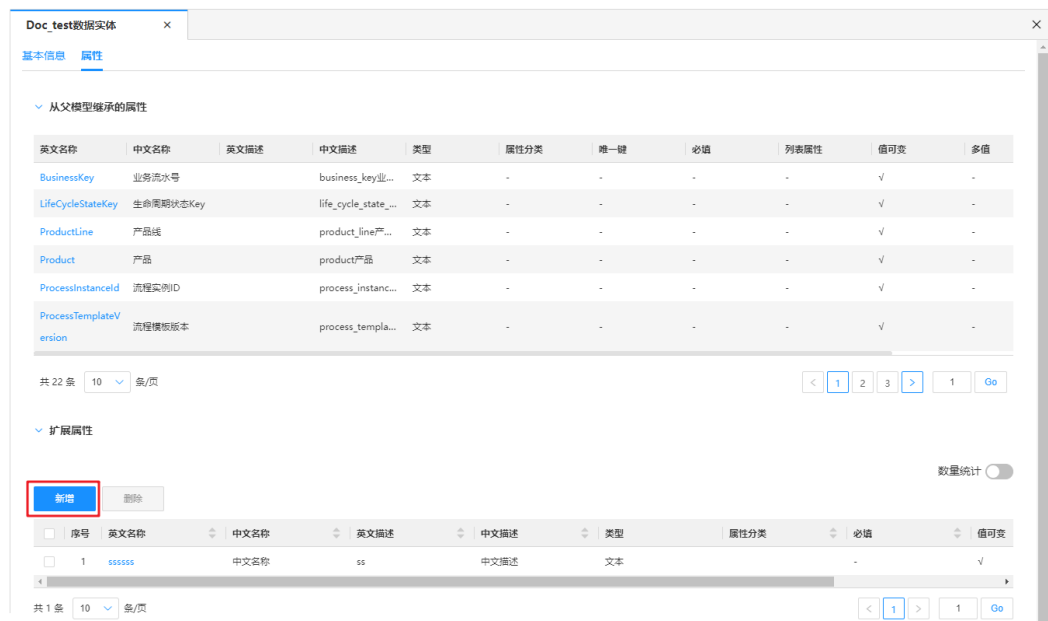 Doc_test数据实体 ×
×
基本信息 属性
从父模型继承的属性
英文名称 中文名称 英文描述 中文描述 类型 属性分类 唯一键 必填 列表属性 值可变 多值
BusinessKey 业务流水号 business_key业... 文本 - - - - √ -
LifeCycleStateKey 生命周期状态Key life_cycle_state_... 文本 - - - - √ -
ProductLine 产品线 product_line产... 文本 - - - - √ -
Product 产品 product产品 文本 - - - - √ -
ProcessInstanceId 流程实例ID process_instanc... 文本 - - - - √ -
ProcessTemplateV
ersion 流程模板版本 process_templa... 文本 - - - - √ -
共 22 条 10 条/页 < 1 2 3 > 1 Go
扩展属性
数量统计
新增 删除
序号 英文名称 中文名称 英文描述 中文描述 类型 属性分类 必填 值可变
1 ssssss 中文名称 ss 中文描述 文本 - √
共 1 条 10 条/页 < 1 > 1 Go